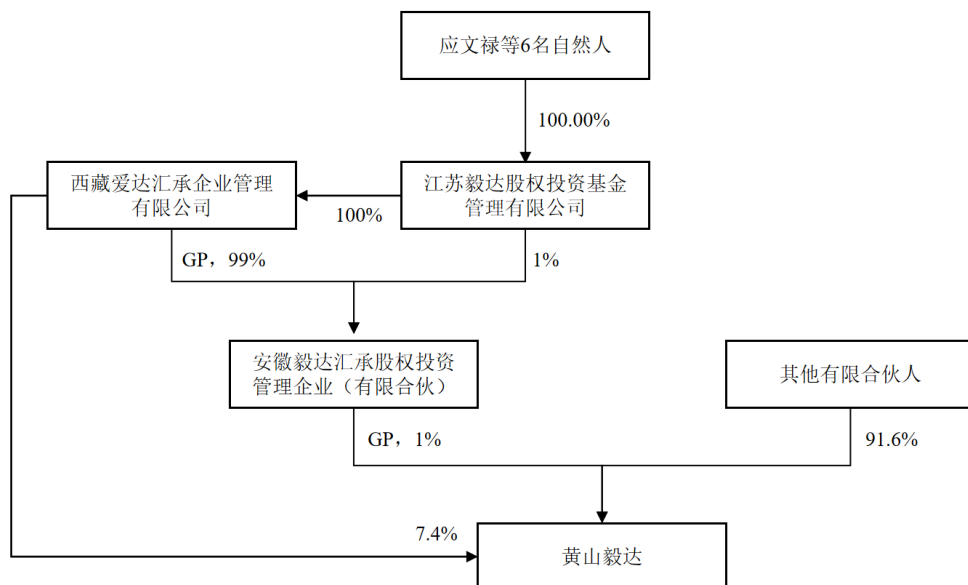 应文禄等6名自然人
100.00%
西藏爱达汇承企业管理
有限公司
100%
江苏毅达股权投资基金
管理有限公司
GP，99%
1%
安徽毅达汇承股权投资
管理企业（有限合伙）
其他有限合伙人
GP，1%
91.6%
7.4%
黄山毅达